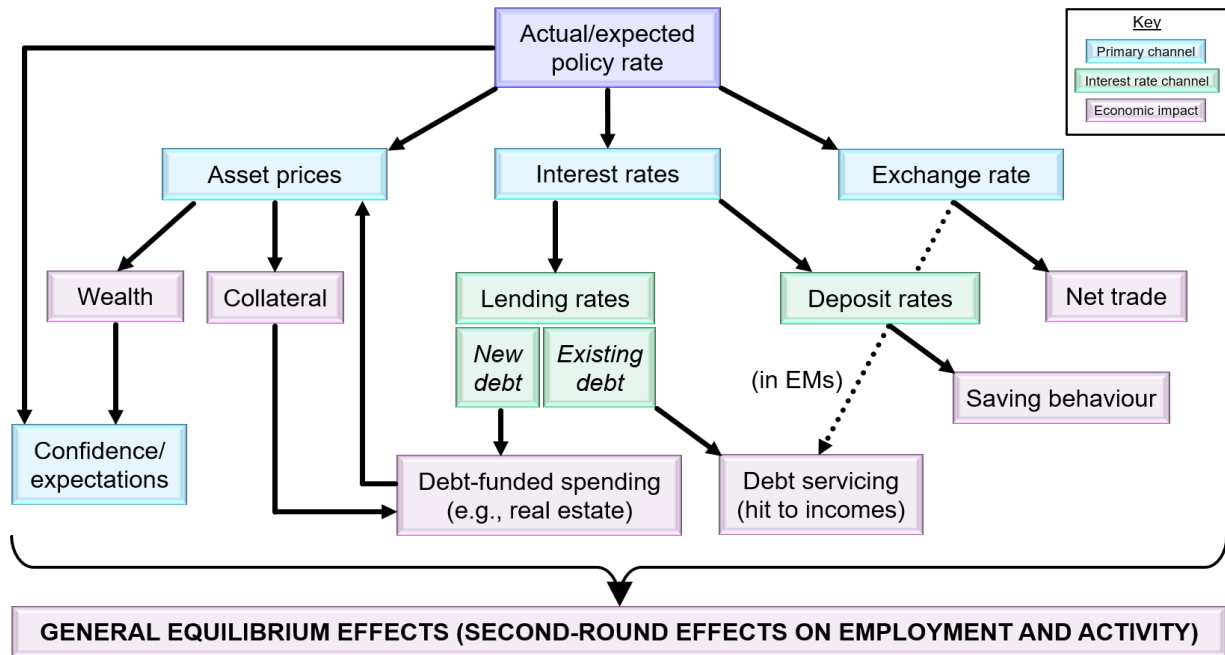 Actual/expected
policy rate
Key
Primary channel
Interest rate channel
Economic impact
Asset prices
Interest rates
Exchange rate
Wealth
Collateral
Lending rates
Deposit rates
Net trade
New
debt
Existing
debt
(in EMs)
Saving behaviour
Confidence/
expectations
Debt-funded spending
(e.g., real estate)
Debt servicing
(hit to incomes)
GENERAL EQUILIBRIUM EFFECTS (SECOND-ROUND EFFECTS ON EMPLOYMENT AND ACTIVITY)